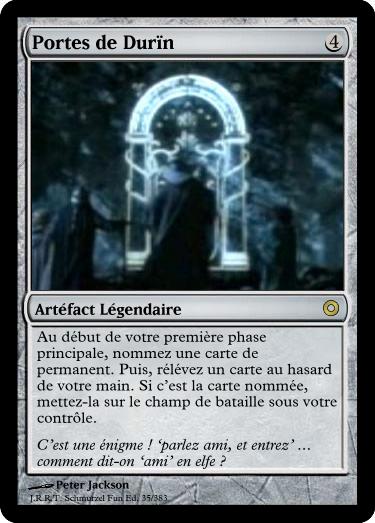 Portes de Durïn 4
Artéfact Légendaire
Au début de votre première phase
principale, nommez une carte de
permanent. Puis, rélévez un carte au hasard
de votre main. Si c'est la carte nommée,
mettez-la sur le champ de bataille sous votre
contrôle.
C'est une énigme ! 'parlez ami, et entrez' ...
comment dit-on 'ami' en elfe ?
Peter Jackson
J.R.R.T. Schmurzel Fun Ed. 35/383